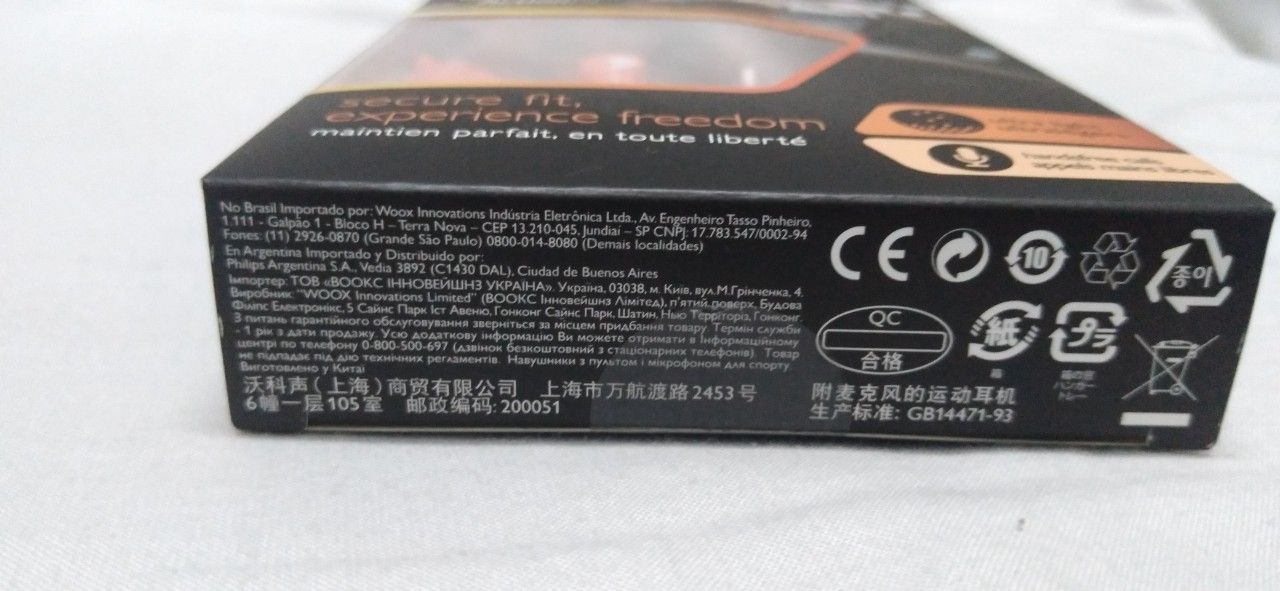 secure fit,
experience freedom
maintien parfait, en toute liberté
handsfree calls
appels mains libres
No Brasil Importado por: Woox Innovations Indústria Eletrônica Ltda., Av. Engenheiro Tasso Pinheiro,
1.111 - Galpão 1 - Bloco H – Terra Nova – CEP 13.210-045, Jundiaí – SP CNPJ: 17.783.547/0002-94
Fones: (11) 2926-0870 (Grande São Paulo) 0800-014-8080 (Demais localidades)
En Argentina Importado y Distribuido por:
Philips Argentina S.A., Vedia 3892 (C1430 DAL), Ciudad de Buenos Aires
Імпортер: ТОВ «ВООКС ІННОВЕЙШНЗ УКРАЇНА». Україна, 03038, м. Київ, вул.М.Грінченка, 4.
Виробник: "WOOX Innovations Limited" (ВООКС Інновейшнз Лімітед), п'ятий поверх, Будова
Філіпс Електронікс, 5 Сайнс Парк Іст Авеню, Гонконг Сайнс Парк, Шатин, Нью Територіз, Гонконг.
З питань гарантійного обслуговування зверніться за місцем придбання товару. Термін служби
- 1 рік з дати продажу. Усю додаткову інформацію Ви можете отримати в Інформаційному
центрі по телефону 0-800-500-697 (дзвінок безкоштовний з стаціонарних телефонів). Товар
не підпадає під дію технічних регламентів. Навушники з пультом і мікрофоном для спорту
Виготовлено у Китаї
沃科声（上海）商贸有限公司 上海市万航渡路2453号
6幢一层105室 邮政编码: 200051
CE
10
종이
QC
合格
紙
プラ
箱
附麦克风的运动耳机
生产标准: GB14471-93